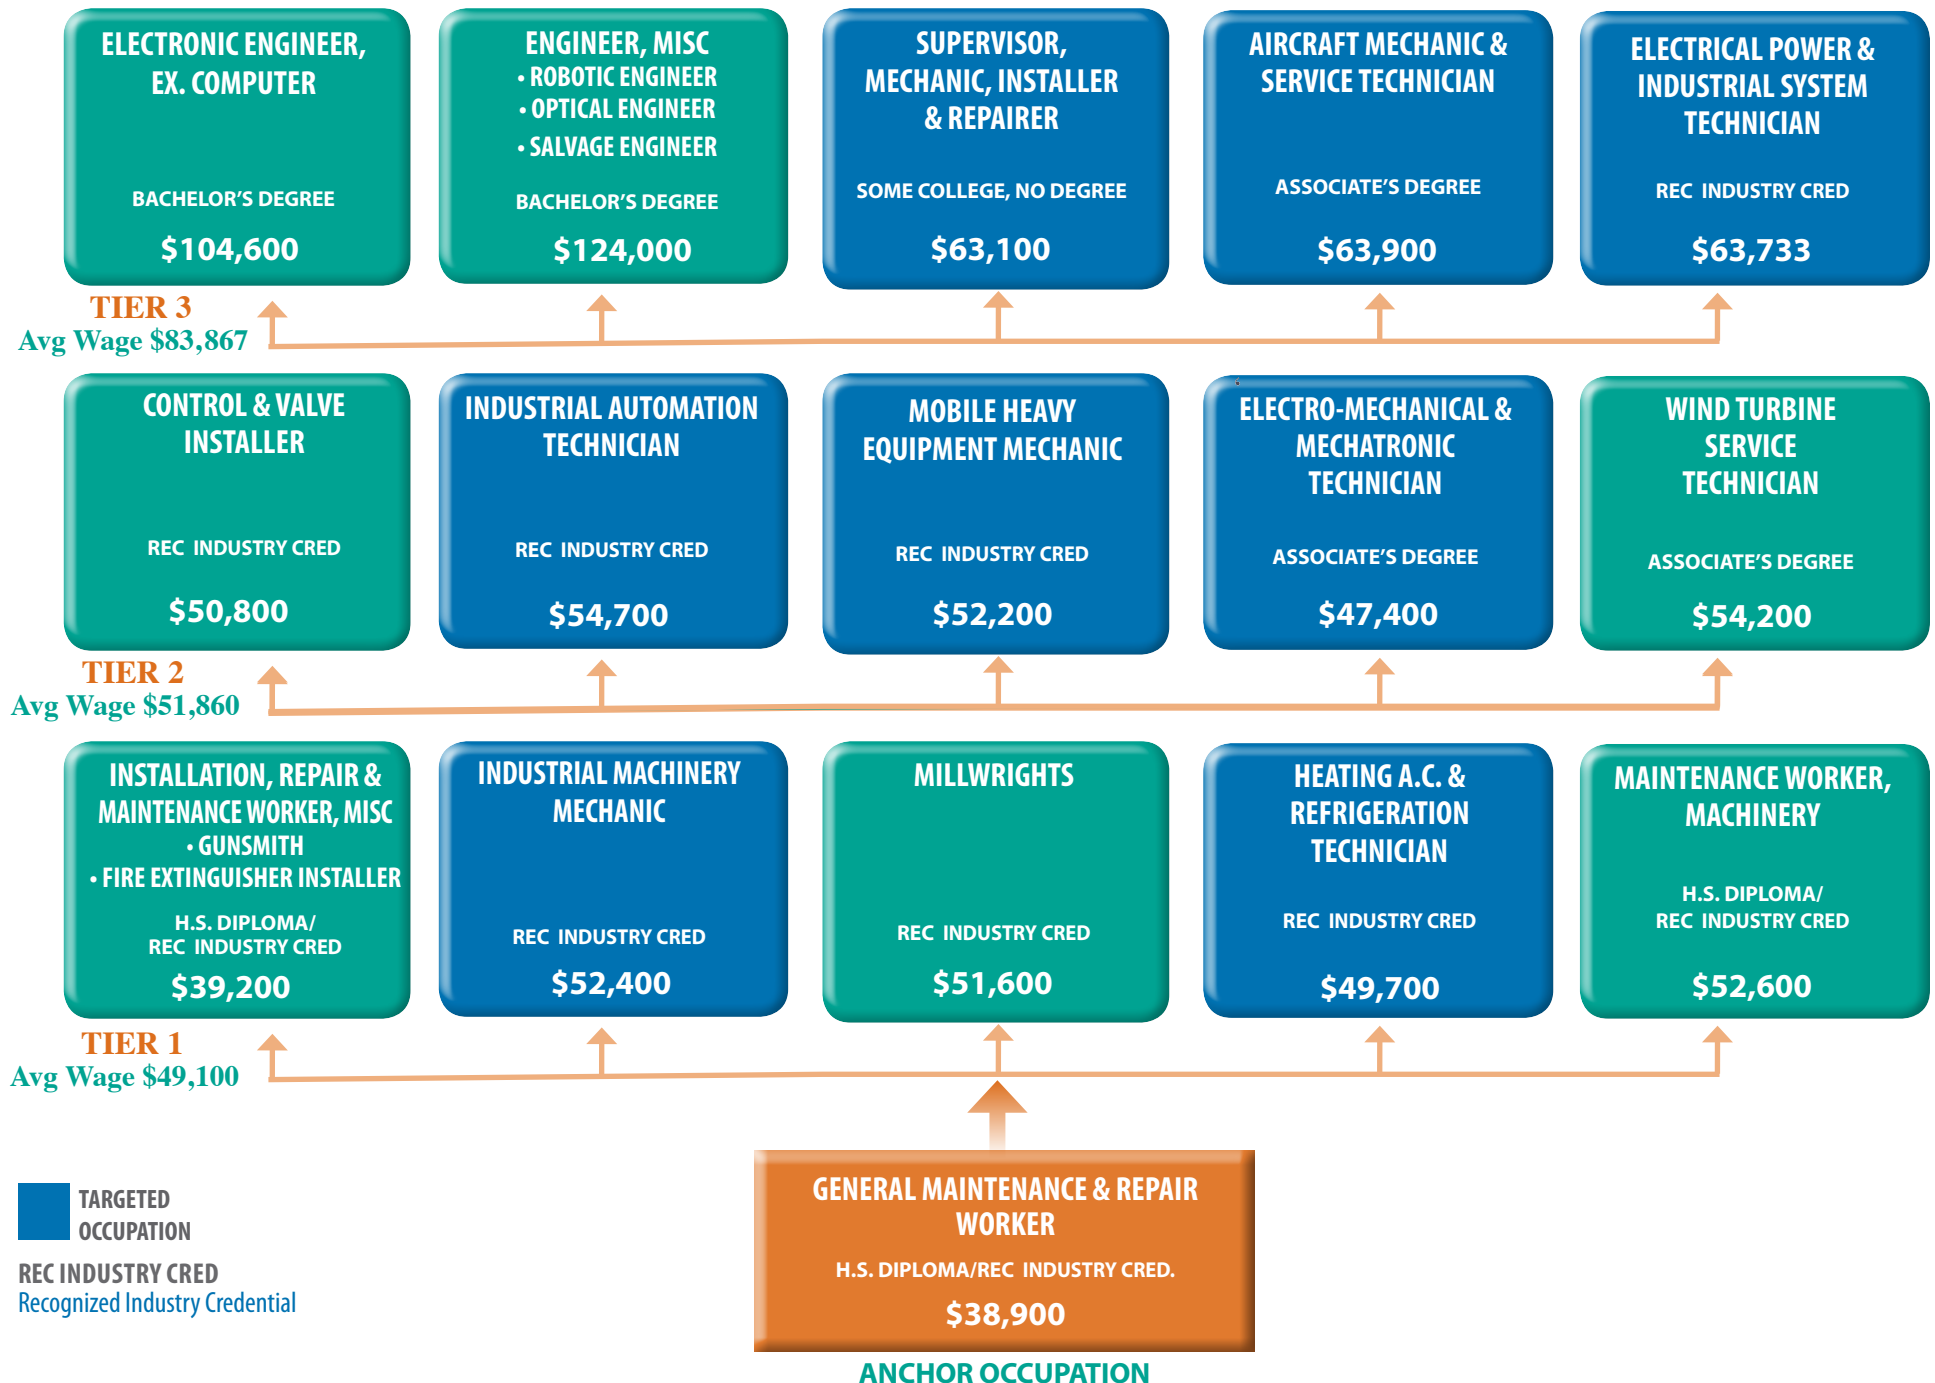 ELECTRONIC ENGINEER,
EX. COMPUTER
BACHELOR'S DEGREE
$104,600
ENGINEER, MISC
• ROBOTIC ENGINEER
• OPTICAL ENGINEER
• SALVAGE ENGINEER
BACHELOR'S DEGREE
$124,000
SUPERVISOR,
MECHANIC, INSTALLER
& REPAIRER
SOME COLLEGE, NO DEGREE
$63,100
AIRCRAFT MECHANIC &
SERVICE TECHNICIAN
ASSOCIATE'S DEGREE
$63,900
ELECTRICAL POWER &
INDUSTRIAL SYSTEM
TECHNICIAN
REC INDUSTRY CRED
$63,733
TIER 3
Avg Wage $83,867
CONTROL & VALVE
INSTALLER
REC INDUSTRY CRED
$50,800
INDUSTRIAL AUTOMATION
TECHNICIAN
REC INDUSTRY CRED
$54,700
MOBILE HEAVY
EQUIPMENT MECHANIC
REC INDUSTRY CRED
$52,200
ELECTRO-MECHANICAL &
MECHATRONIC
TECHNICIAN
ASSOCIATE'S DEGREE
$47,400
WIND TURBINE
SERVICE
TECHNICIAN
ASSOCIATE'S DEGREE
$54,200
TIER 2
Avg Wage $51,860
INSTALLATION, REPAIR &
MAINTENANCE WORKER, MISC
• GUNSMITH
• FIRE EXTINGUISHER INSTALLER
H.S. DIPLOMA/
REC INDUSTRY CRED
$39,200
INDUSTRIAL MACHINERY
MECHANIC
REC INDUSTRY CRED
$52,400
MILLWRIGHTS
REC INDUSTRY CRED
$51,600
HEATING A.C. &
REFRIGERATION
TECHNICIAN
REC INDUSTRY CRED
$49,700
MAINTENANCE WORKER,
MACHINERY
H.S. DIPLOMA/
REC INDUSTRY CRED
$52,600
TIER 1
Avg Wage $49,100
GENERAL MAINTENANCE & REPAIR
WORKER
H.S. DIPLOMA/REC INDUSTRY CRED.
$38,900
ANCHOR OCCUPATION
TARGETED
OCCUPATION
REC INDUSTRY CRED
Recognized Industry Credential